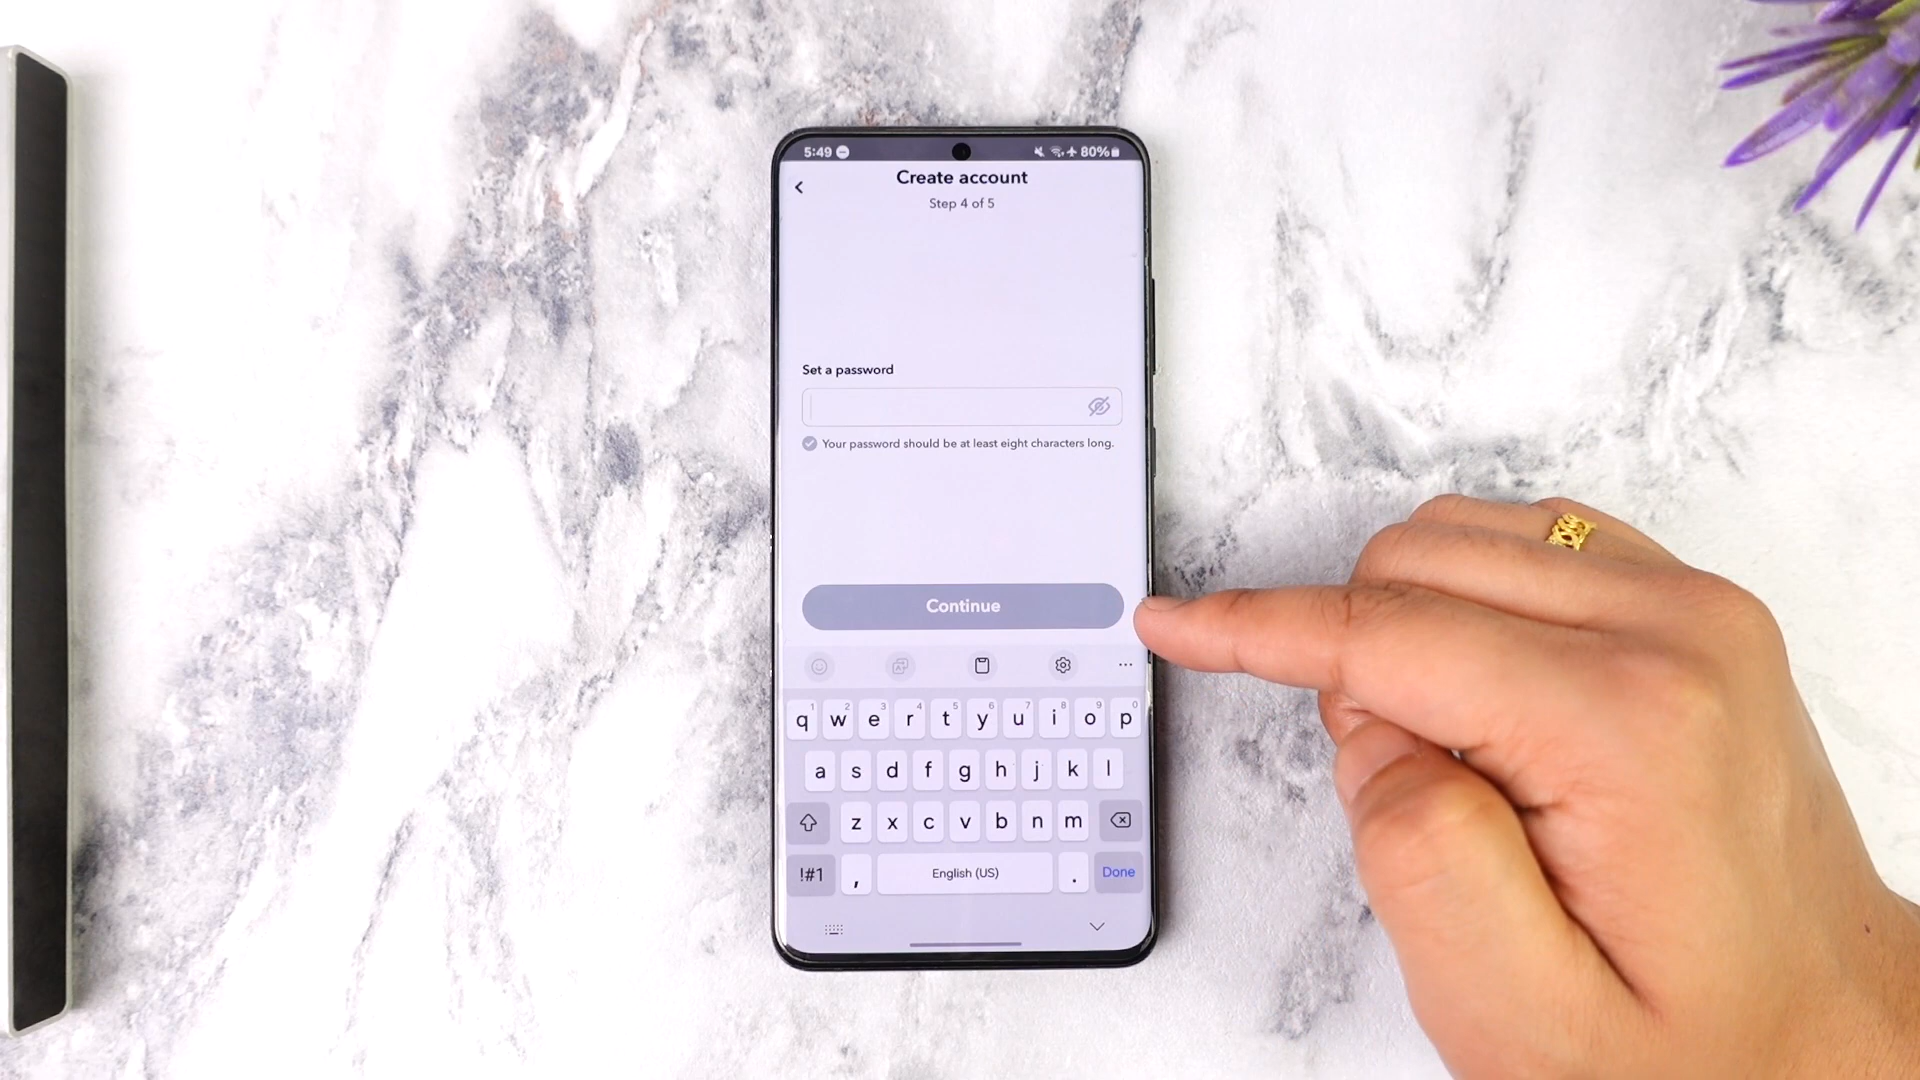 5:49 80%
Create account
Step 4 of 5
Set a password
Your password should be at least eight characters long.
Continue
1 2 3 4 5 6 7 8 9 0
q w e r t y u i o p
a s d f g h j k l
z x c v b n m
!#1 , English (US) . Done